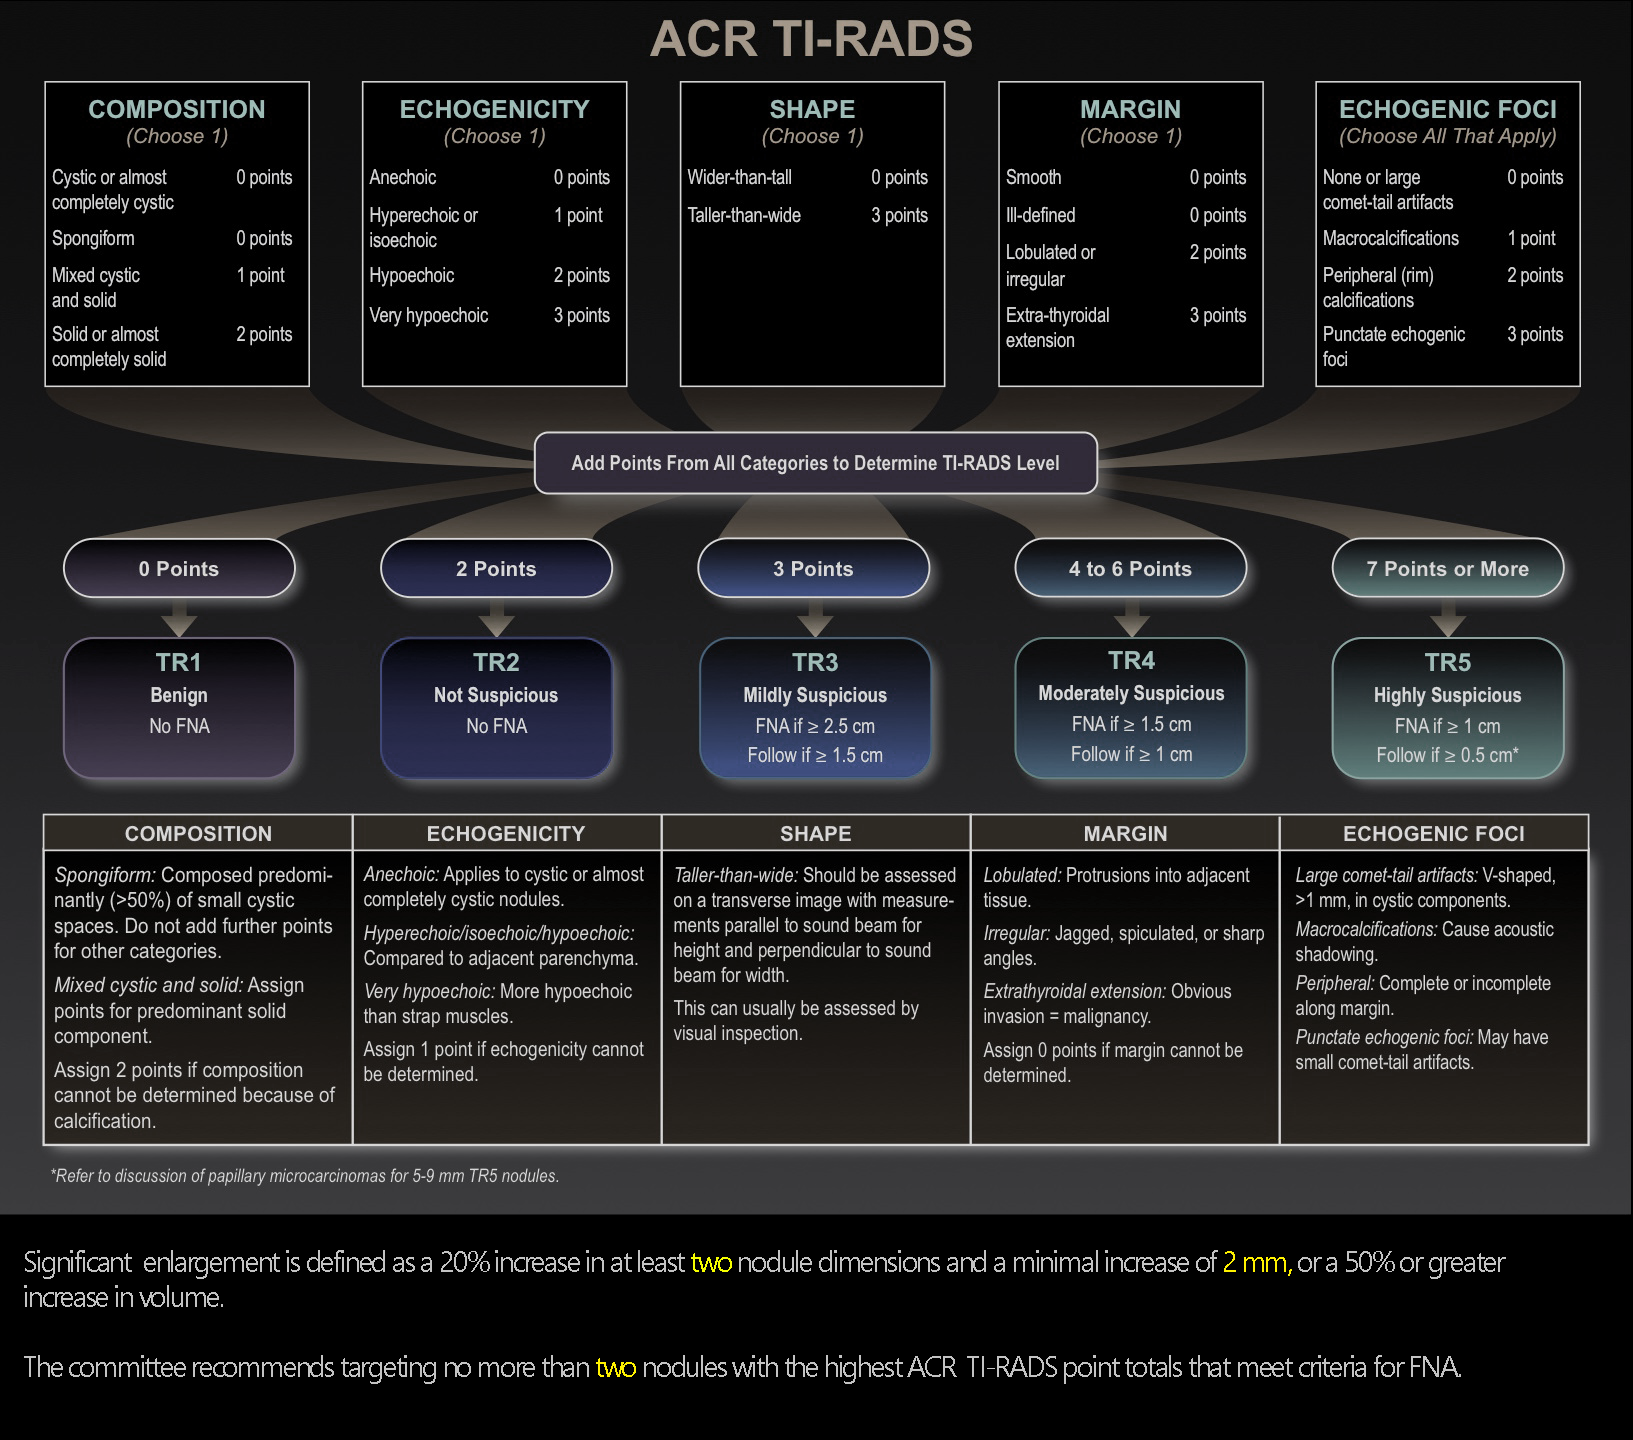 ACR TI-RADS
COMPOSITION
(Choose 1)
Cystic or almost 0 points
completely cystic
Spongiform 0 points
Mixed cystic 1 point
and solid
Solid or almost 2 points
completely solid
ECHOGENICITY
(Choose 1)
Anechoic 0 points
Hyperechoic or 1 point
isoechoic
Hypoechoic 2 points
Very hypoechoic 3 points
SHAPE
(Choose 1)
Wider-than-tall 0 points
Taller-than-wide 3 points
MARGIN
(Choose 1)
Smooth 0 points
Ill-defined 0 points
Lobulated or 2 points
irregular
Extra-thyroidal 3 points
extension
ECHOGENIC FOCI
(Choose All That Apply)
None or large 0 points
comet-tail artifacts
Macrocalcifications 1 point
Peripheral (rim) 2 points
calcifications
Punctate echogenic 3 points
foci
Add Points From All Categories to Determine TI-RADS Level
0 Points
2 Points
3 Points
4 to 6 Points
7 Points or More
TR1
Benign
No FNA
TR2
Not Suspicious
No FNA
TR3
Mildly Suspicious
FNA if ≥ 2.5 cm
Follow if ≥ 1.5 cm
TR4
Moderately Suspicious
FNA if ≥ 1.5 cm
Follow if ≥ 1 cm
TR5
Highly Suspicious
FNA if ≥ 1 cm
Follow if ≥ 0.5 cm*
COMPOSITION
Spongiform: Composed predomi-
nantly (>50%) of small cystic
spaces. Do not add further points
for other categories.
Mixed cystic and solid: Assign
points for predominant solid
component.
Assign 2 points if composition
cannot be determined because of
calcification.
ECHOGENICITY
Anechoic: Applies to cystic or almost
completely cystic nodules.
Hyperechoic/isoechoic/hypoechoic:
Compared to adjacent parenchyma.
Very hypoechoic: More hypoechoic
than strap muscles.
Assign 1 point if echogenicity cannot
be determined.
SHAPE
Taller-than-wide: Should be assessed
on a transverse image with measure-
ments parallel to sound beam for
height and perpendicular to sound
beam for width.
This can usually be assessed by
visual inspection.
MARGIN
Lobulated: Protrusions into adjacent
tissue.
Irregular: Jagged, spiculated, or sharp
angles.
Extrathyroidal extension: Obvious
invasion = malignancy.
Assign 0 points if margin cannot be
determined.
ECHOGENIC FOCI
Large comet-tail artifacts: V-shaped,
>1 mm, in cystic components.
Macrocalcifications: Cause acoustic
shadowing.
Peripheral: Complete or incomplete
along margin.
Punctate echogenic foci: May have
small comet-tail artifacts.
*Refer to discussion of papillary microcarcinomas for 5-9 mm TR5 nodules.
Significant enlargement is defined as a 20% increase in at least two nodule dimensions and a minimal increase of 2 mm, or a 50% or greater
increase in volume.
The committee recommends targeting no more than two nodules with the highest ACR TI-RADS point totals that meet criteria for FNA.